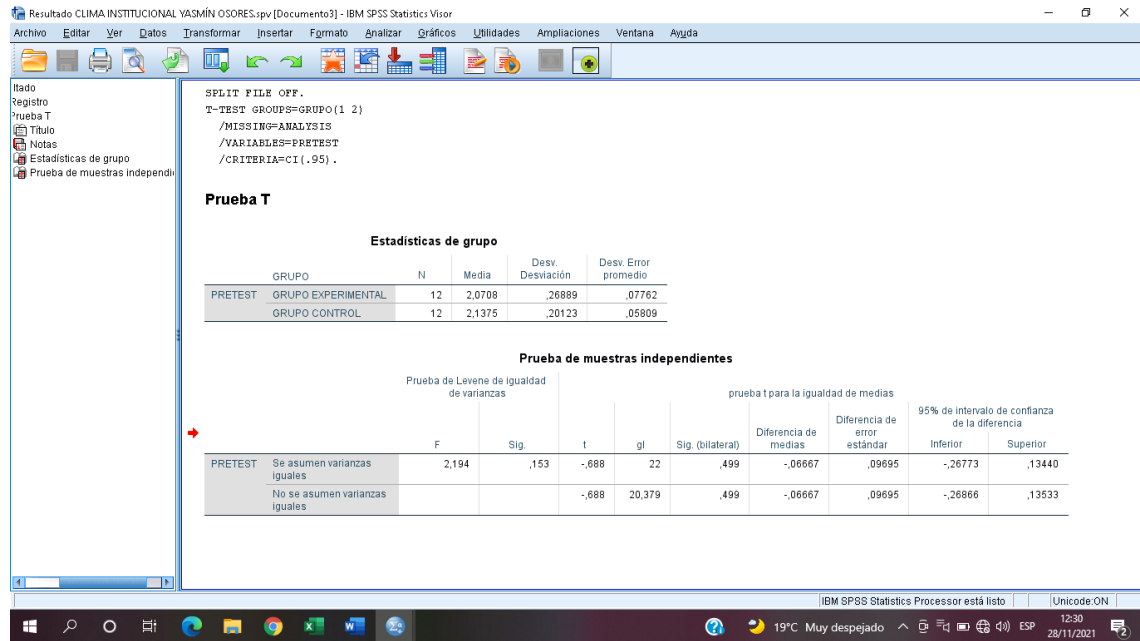 Resultado CLIMA INSTITUCIONAL YASMÍN OSORES.spv [Documento3] - IBM SPSS Statistics Visor
Archivo Editar Ver Datos Transformar Insertar Formato Analizar Gráficos Utilidades Ampliaciones Ventana Ayuda
ltado
Registro
Prueba T
Título
Notas
Estadísticas de grupo
Prueba de muestras independi
SPLIT FILE OFF.
T-TEST GROUPS=GRUPO(1 2)
/MISSING=ANALYSIS
/VARIABLES=PRETEST
/CRITERIA=CI(.95).
Prueba T
Estadísticas de grupo
GRUPO N Media Desv. Desviación Desv. Error promedio
PRETEST GRUPO EXPERIMENTAL 12 2,0708 ,26889 ,07762
GRUPO CONTROL 12 2,1375 ,20123 ,05809
Prueba de muestras independientes
Prueba de Levene de igualdad de varianzas prueba t para la igualdad de medias
95% de intervalo de confianza de la diferencia
F Sig. t gl Sig. (bilateral) Diferencia de medias Diferencia de error estándar Inferior Superior
PRETEST Se asumen varianzas iguales 2,194 ,153 -,688 22 ,499 -,06667 ,09695 -,26773 ,13440
No se asumen varianzas iguales -,688 20,379 ,499 -,06667 ,09695 -,26866 ,13533
IBM SPSS Statistics Processor está listo Unicode:ON
19°C Muy despejado ESP 12:30
28/11/2021